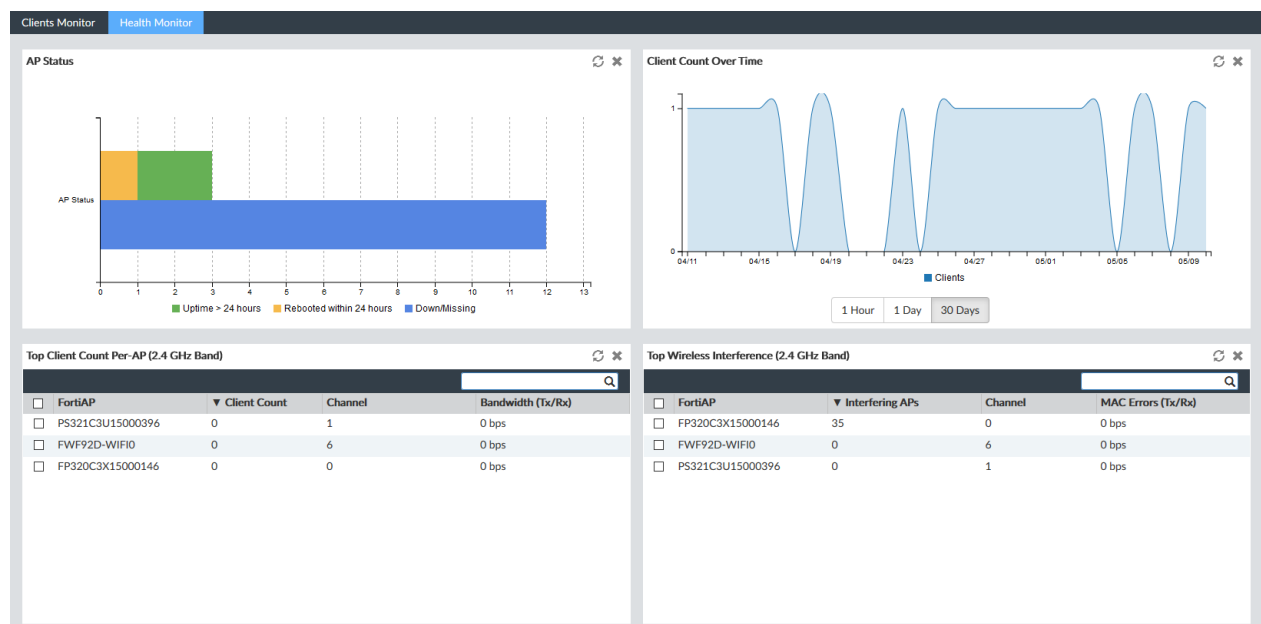 Clients Monitor Health Monitor
AP Status
AP Status
0 1 2 3 4 5 6 7 8 9 10 11 12 13
Uptime > 24 hours Rebooted within 24 hours Down/Missing
Client Count Over Time
1
0
04/11 04/15 04/19 04/23 04/27 05/01 05/05 05/09
Clients
1 Hour 1 Day 30 Days
Top Client Count Per-AP (2.4 GHz Band)
FortiAP ▼ Client Count Channel Bandwidth (Tx/Rx)
PS321C3U15000396 0 1 0 bps
FWF92D-WIFI0 0 6 0 bps
FP320C3X15000146 0 0 0 bps
Top Wireless Interference (2.4 GHz Band)
FortiAP ▼ Interfering APs Channel MAC Errors (Tx/Rx)
FP320C3X15000146 35 0 0 bps
FWF92D-WIFI0 0 6 0 bps
PS321C3U15000396 0 1 0 bps